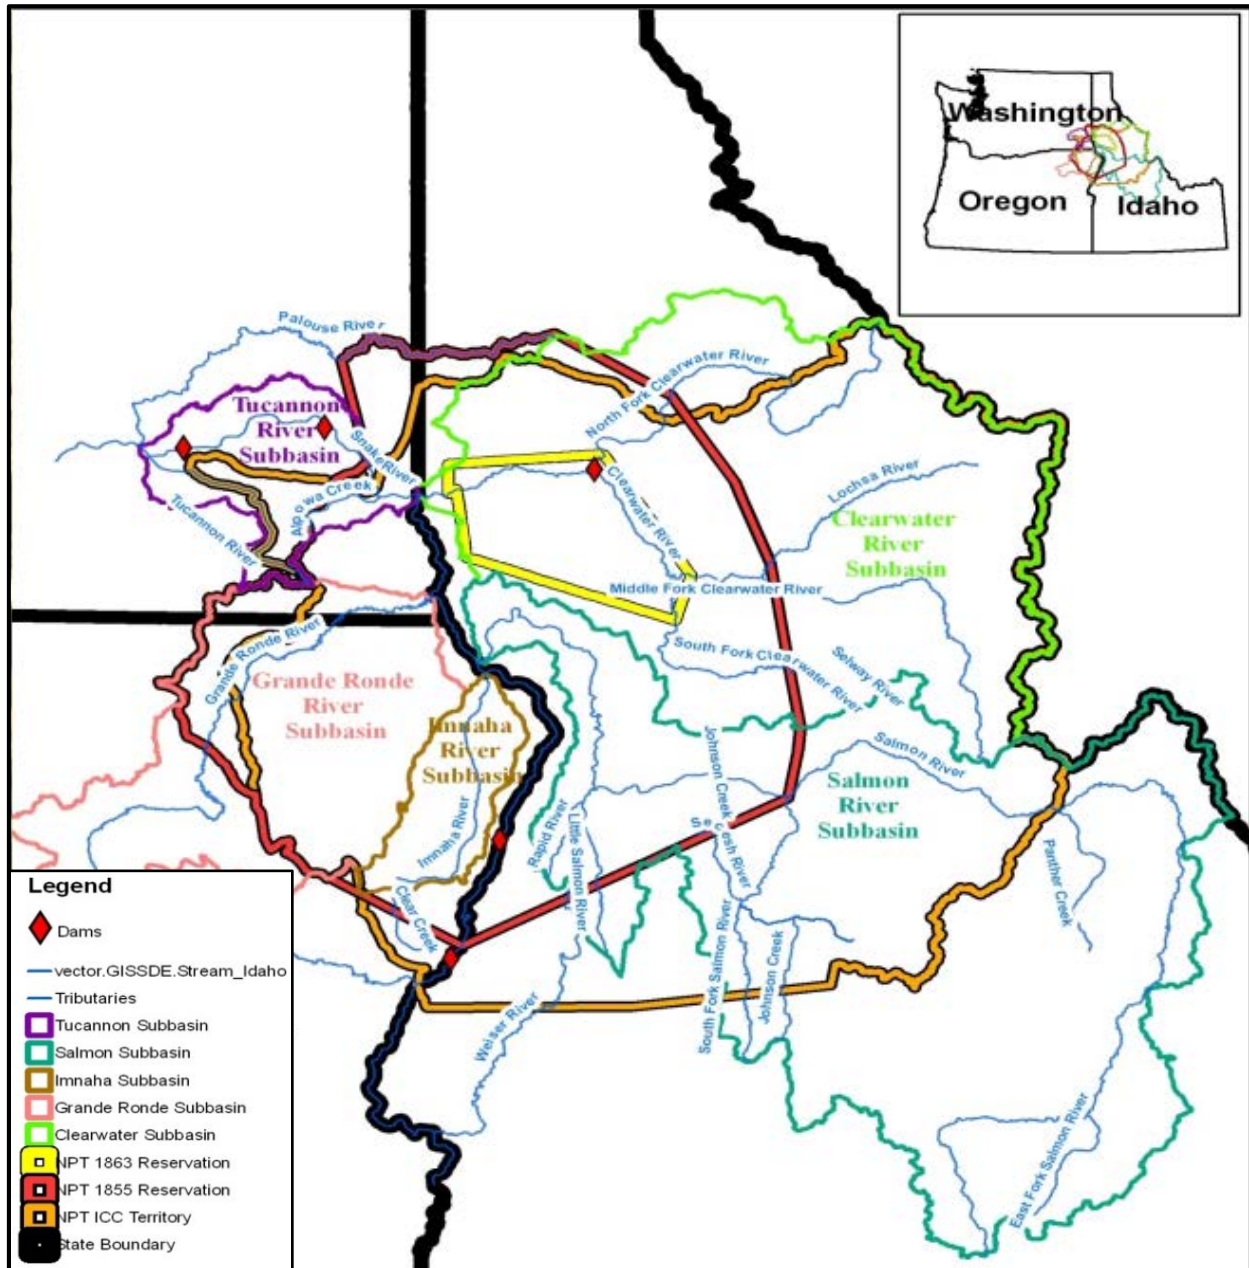 Washington
Oregon
Idaho
Palouse River
North Fork Clearwater River
Tucannon
River
Subbasin
Snake River
Alpowa Creek
Tucannon River
Clearwater River
Lochsa River
Clearwater
River
Subbasin
Middle Fork Clearwater River
Grande Ronde River
South Fork Clearwater River
Selway River
Grande Ronde
River
Subbasin
Imnaha
River
Subbasin
Johnson Creek
Salmon River
Salmon
River
Subbasin
Imnaha River
Rapid River
Little Salmon River
Secesh River
Panther Creek
Clear Creek
South Fork Salmon River
Johnson Creek
Weiser River
East Fork Salmon River
Legend
Dams
vector.GISSDE.Stream_Idaho
Tributaries
Tucannon Subbasin
Salmon Subbasin
Imnaha Subbasin
Grande Ronde Subbasin
Clearwater Subbasin
NPT 1863 Reservation
NPT 1855 Reservation
NPT ICC Territory
State Boundary